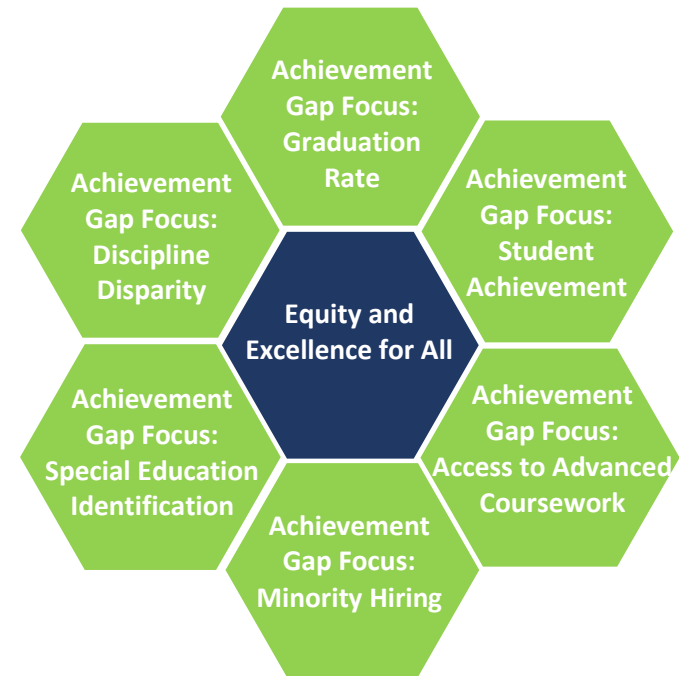 Achievement
Gap Focus:
Graduation
Rate
Achievement
Gap Focus:
Student
Achievement
Achievement
Gap Focus:
Access to Advanced
Coursework
Achievement
Gap Focus:
Minority Hiring
Achievement
Gap Focus:
Special Education
Identification
Achievement
Gap Focus:
Discipline
Disparity
Equity and
Excellence for All